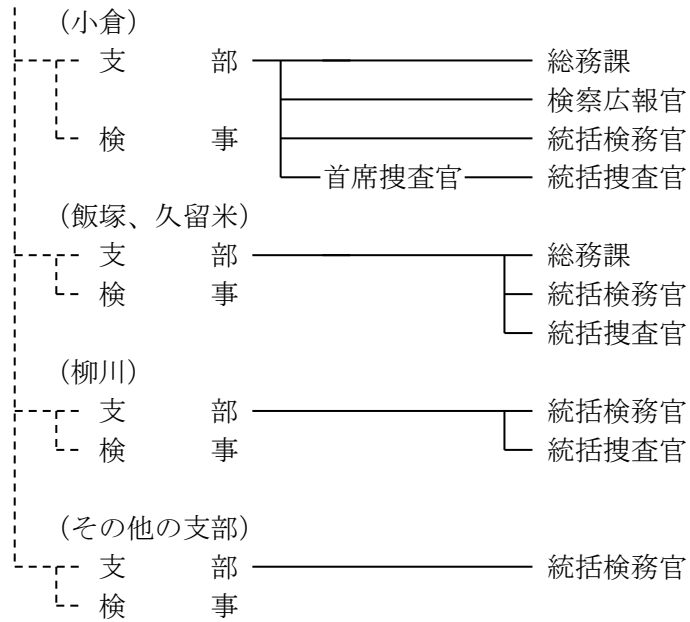 （小倉）
支　部　総務課
検察広報官
検　事　統括検務官
首席捜査官　統括捜査官
（飯塚、久留米）
支　部　総務課
検　事　統括検務官
統括捜査官
（柳川）
支　部　統括検務官
検　事　統括捜査官
（その他の支部）
支　部　統括検務官
検　事